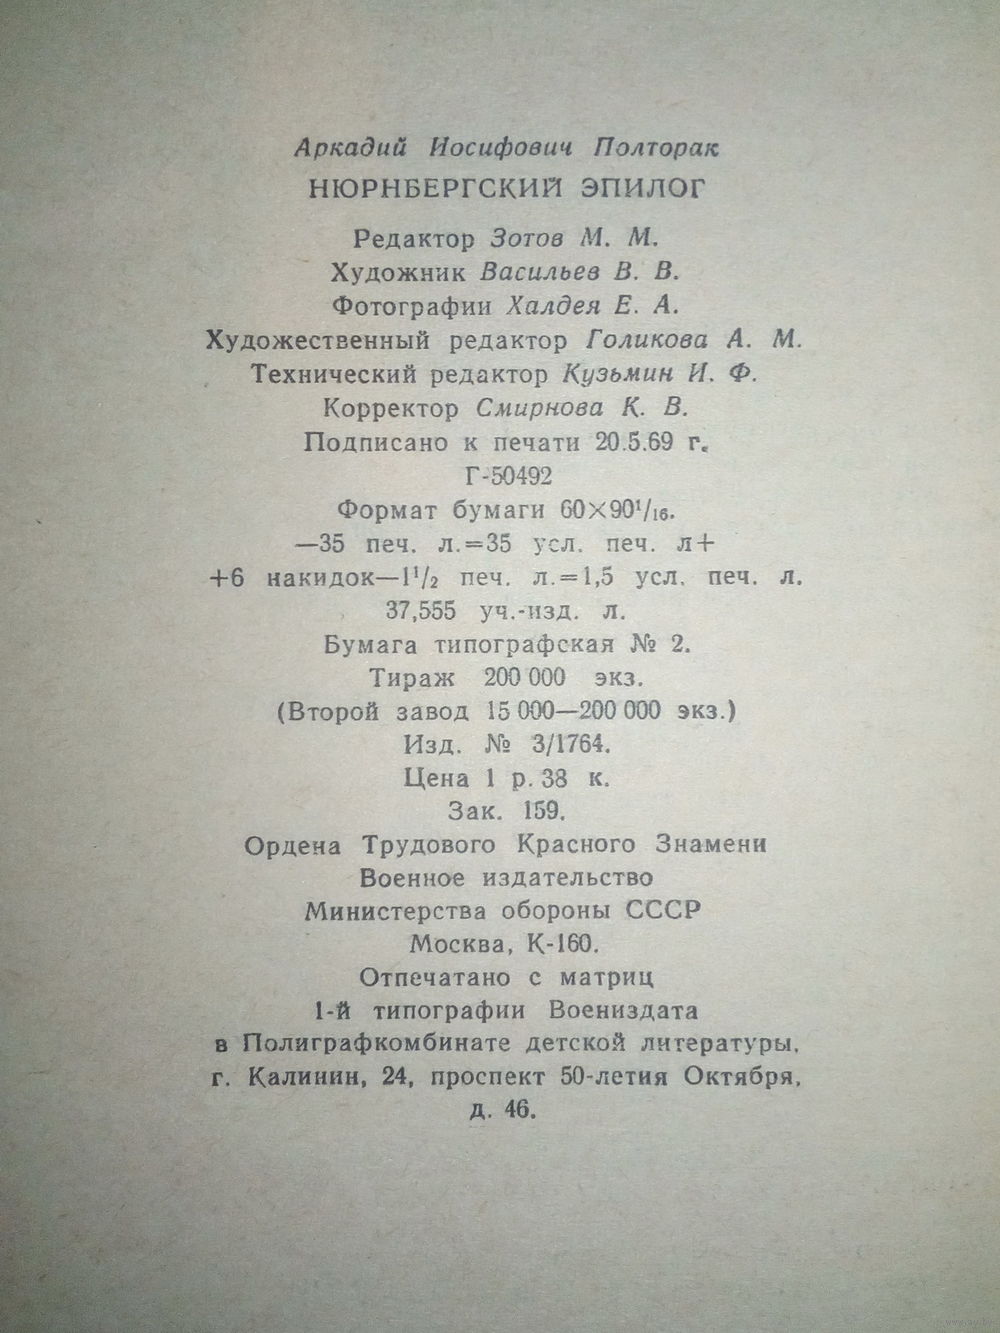 Аркадий Иосифович Полторак
НЮРНБЕРГСКИЙ ЭПИЛОГ
Редактор Зотов М. М.
Художник Васильев В. В.
Фотографии Халдея Е. А.
Художественный редактор Голикова А. М.
Технический редактор Кузьмин И. Ф.
Корректор Смирнова К. В.
Подписано к печати 20.5.69 г.
Г-50492
Формат бумаги 60×90¹/₁₆.
—35 печ. л.=35 усл. печ. л+
+6 накидок—1¹/₂ печ. л.=1,5 усл. печ. л.
37,555 уч.-изд. л.
Бумага типографская № 2.
Тираж 200 000 экз.
(Второй завод 15 000—200 000 экз.)
Изд. № 3/1764.
Цена 1 р. 38 к.
Зак. 159.
Ордена Трудового Красного Знамени
Военное издательство
Министерства обороны СССР
Москва, К-160.
Отпечатано с матриц
1-й типографии Воениздата
в Полиграфкомбинате детской литературы,
г. Калинин, 24, проспект 50-летия Октября,
д. 46.